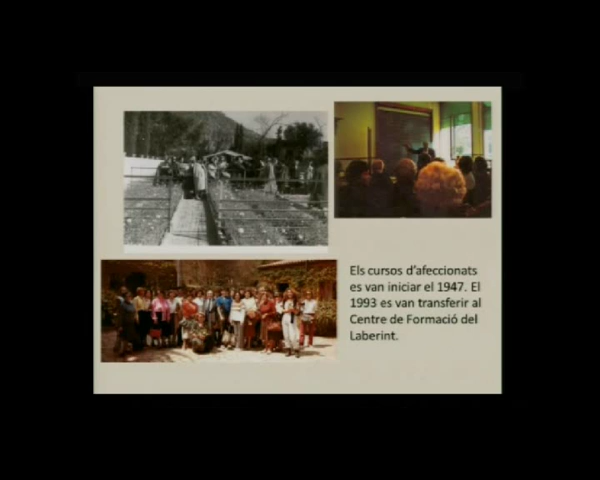 Els cursos d'afeccionats
es van iniciar el 1947. El
1993 es van transferir al
Centre de Formació del
Laberint.